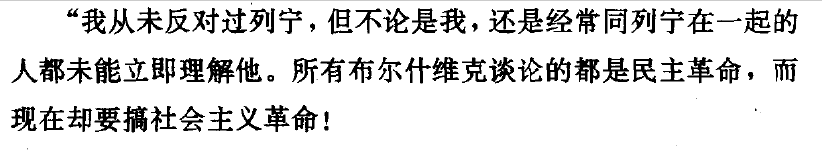 “我从未反对过列宁，但不论是我，还是经常同列宁在一起的
人都未能立即理解他。所有布尔什维克谈论的都是民主革命，而
现在却要搞社会主义革命！